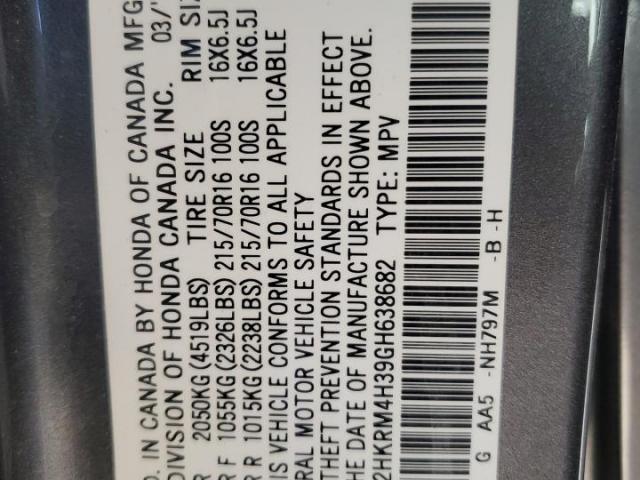 D. IN CANADA BY HONDA OF CANADA MFG
DIVISION OF HONDA CANADA INC. 03/
R 2050KG (4519LBS) TIRE SIZE RIM SIZ
R F 1055KG (2326LBS) 215/70R16 100S 16X6.5J
R R 1015KG (2238LBS) 215/70R16 100S 16X6.5J
IS VEHICLE CONFORMS TO ALL APPLICABLE
RAL MOTOR VEHICLE SAFETY
THEFT PREVENTION STANDARDS IN EFFECT
HE DATE OF MANUFACTURE SHOWN ABOVE.
2HKRM4H39GH638682 TYPE: MPV
G AA5 -NH797M -B -H